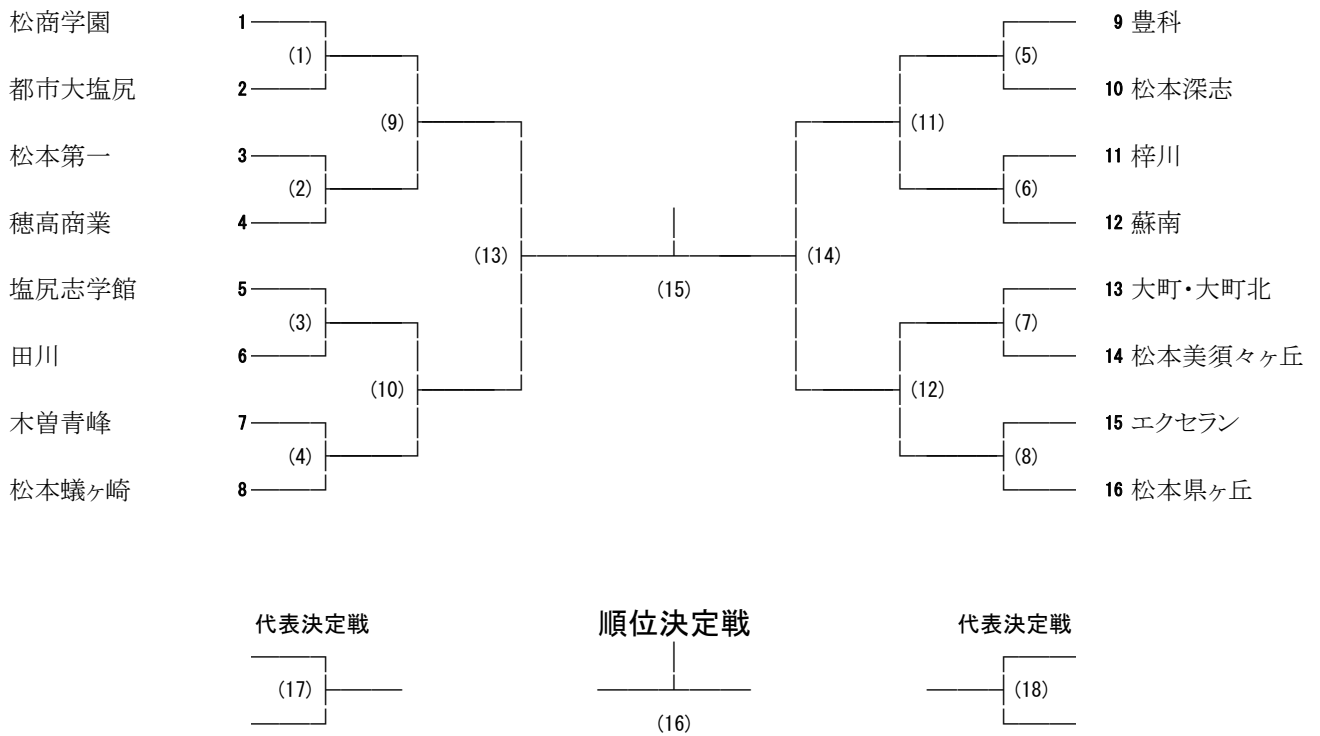 松商学園 1
9 豊科
(1)
(5)
都市大塩尻 2
10 松本深志
(9)
(11)
松本第一 3
11 梓川
(2)
(6)
穂高商業 4
12 蘇南
(13)
(14)
塩尻志学館 5
(15)
13 大町・大町北
(3)
(7)
田川 6
14 松本美須々ヶ丘
(10)
(12)
木曽青峰 7
15 エクセラン
(4)
(8)
松本蟻ヶ崎 8
16 松本県ヶ丘
代表決定戦
順位決定戦
代表決定戦
(17)
(18)
(16)